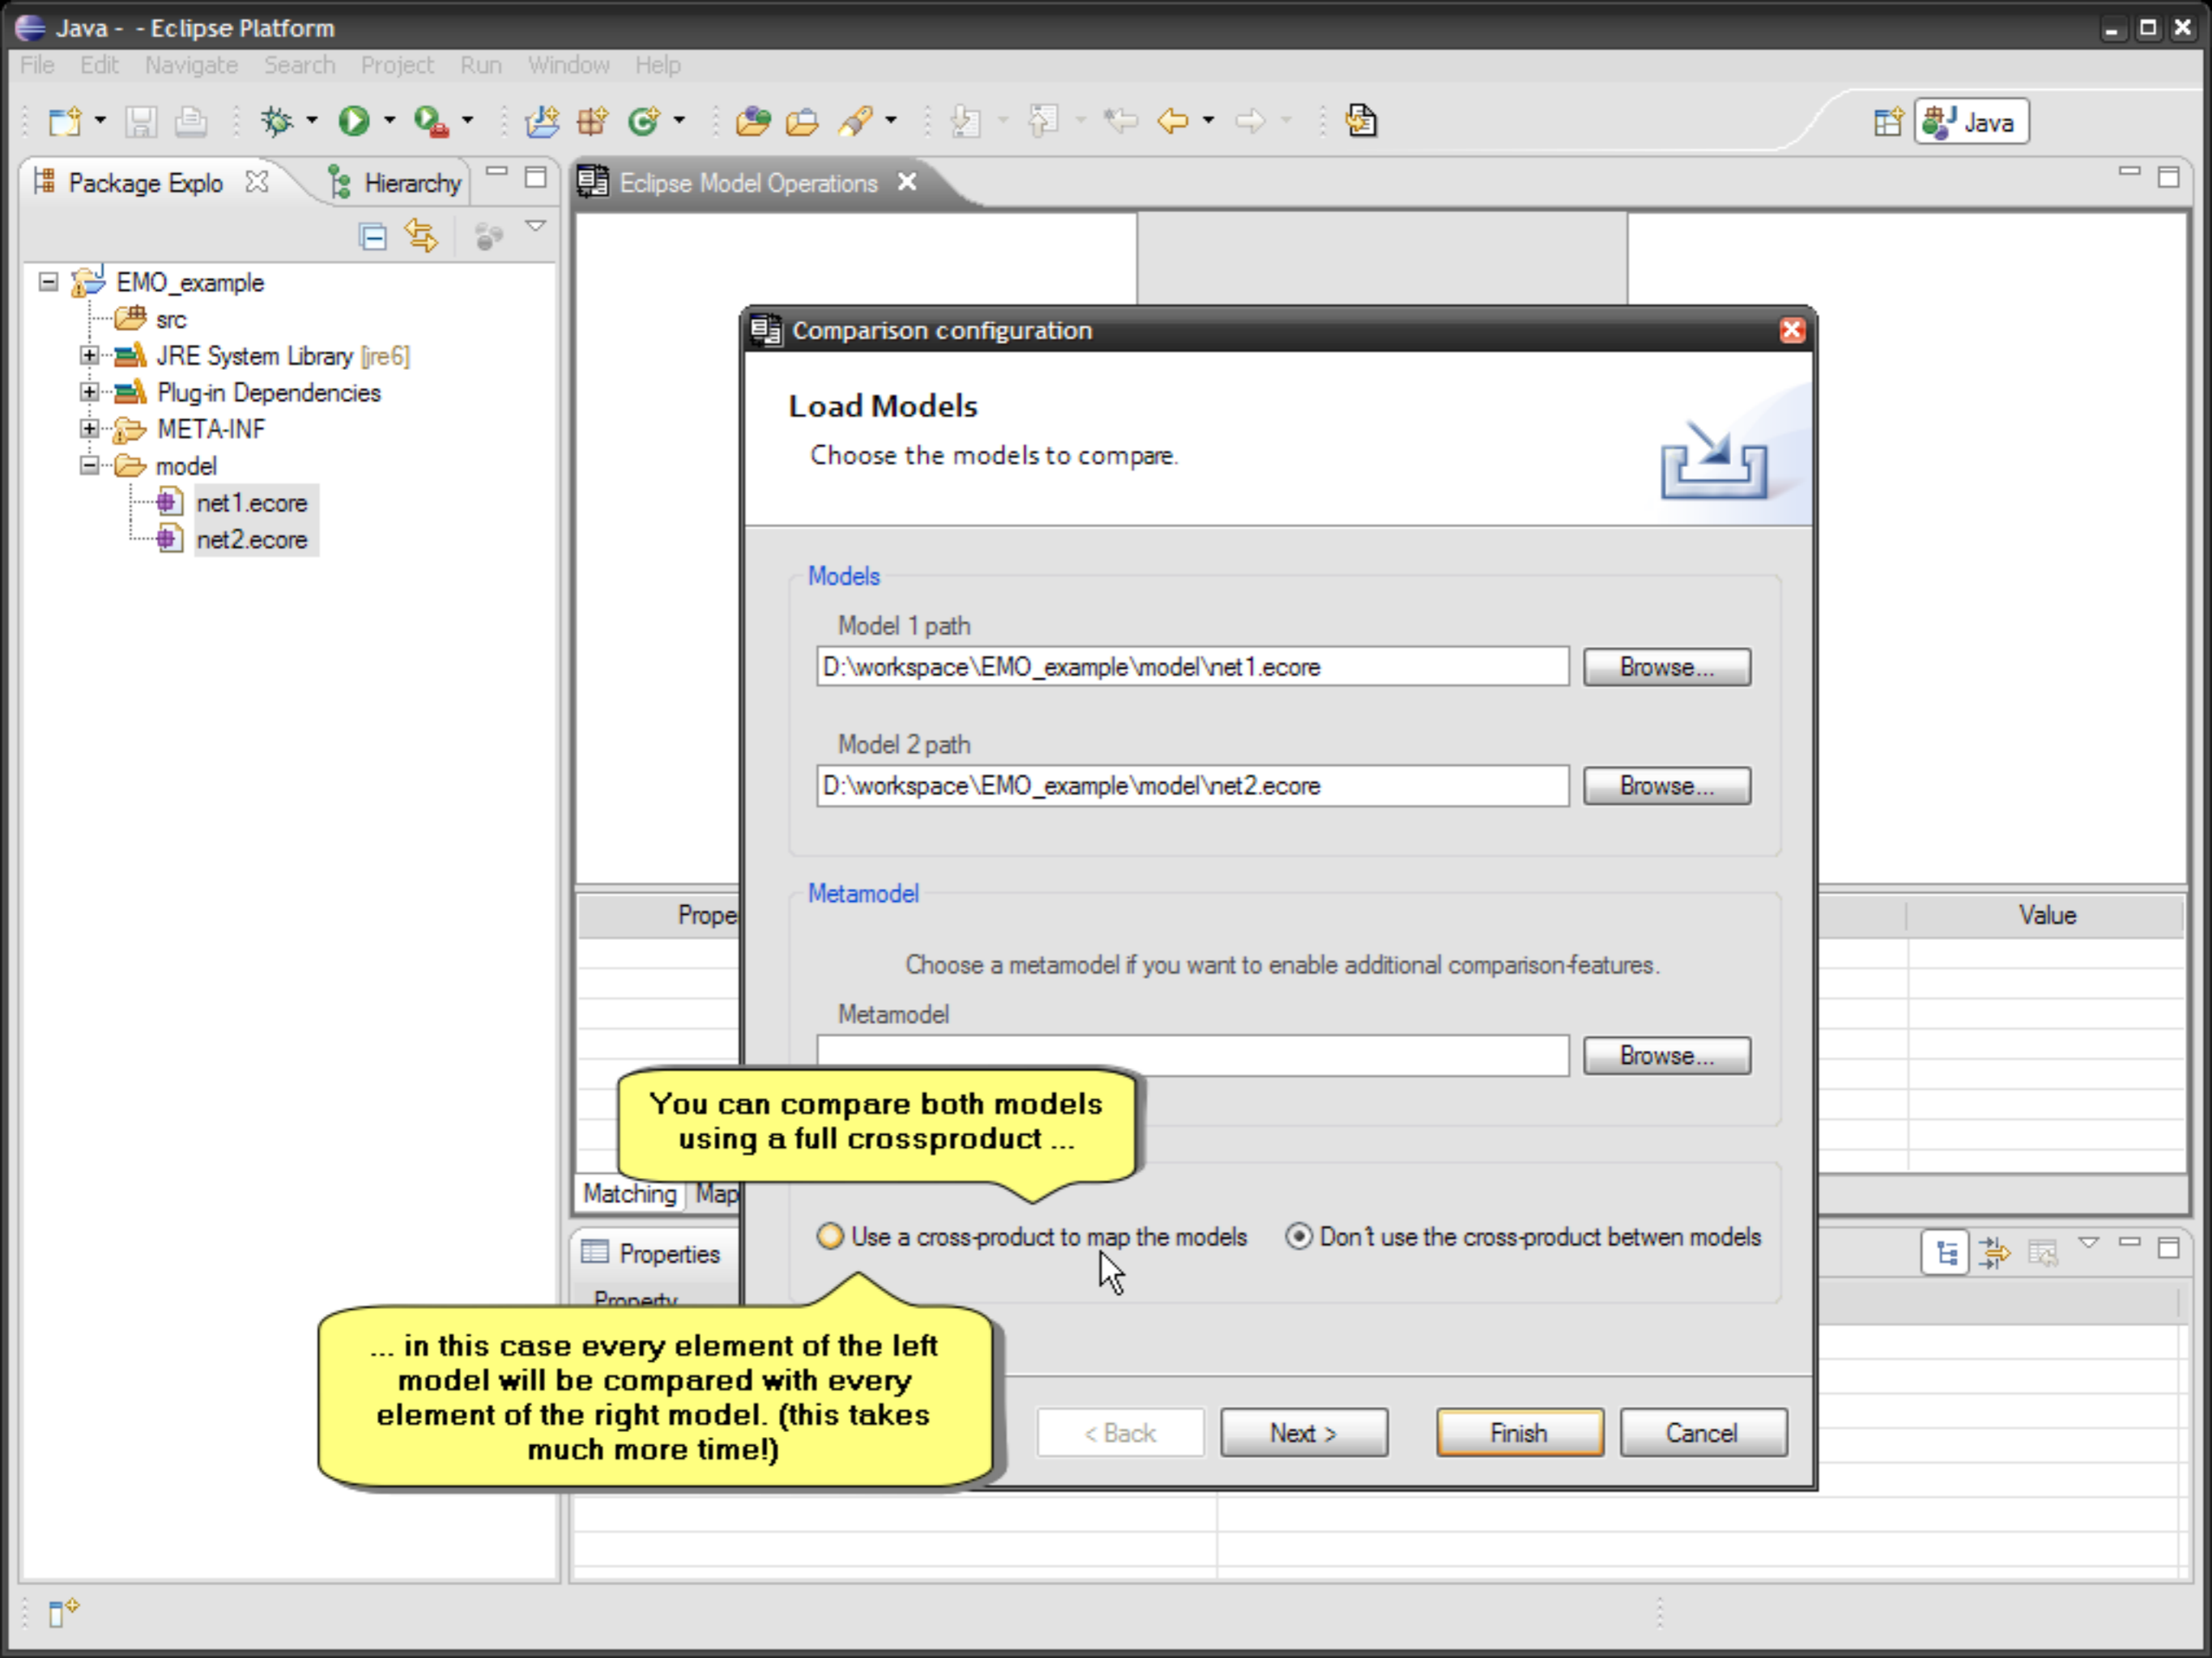 Java - - Eclipse Platform
File Edit Navigate Search Project Run Window Help
Java
Package Explo
Hierarchy
Eclipse Model Operations
EMO_example
src
JRE System Library [jre6]
Plug-in Dependencies
META-INF
model
net1.ecore
net2.ecore
Comparison configuration
Load Models
Choose the models to compare.
Models
Model 1 path
D:\workspace\EMO_example\model\net1.ecore
Browse...
Model 2 path
D:\workspace\EMO_example\model\net2.ecore
Browse...
Metamodel
Prope
Value
Choose a metamodel if you want to enable additional comparison-features.
Metamodel
Browse...
You can compare both models
using a full crossproduct ...
Matching Map
Use a cross-product to map the models
Don't use the cross-product betwen models
Properties
Property
... in this case every element of the left
model will be compared with every
element of the right model. (this takes
much more time!)
< Back
Next >
Finish
Cancel